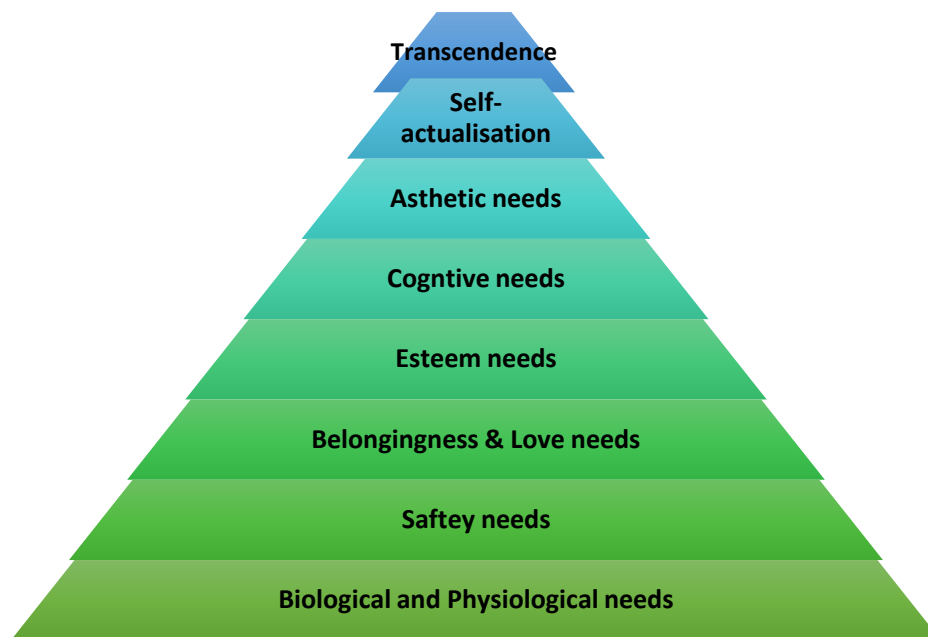 Transcendence
Self-
actualisation
Asthetic needs
Cogntive needs
Esteem needs
Belongingness & Love needs
Saftey needs
Biological and Physiological needs